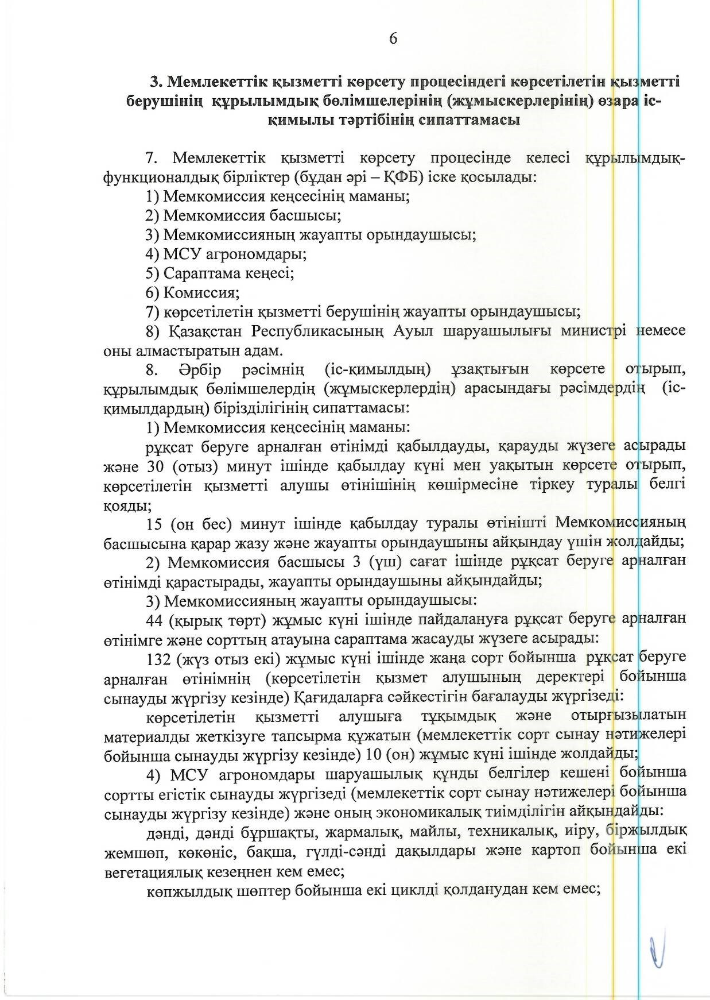 6
3. Мемлекеттік қызметті көрсету процесіндегі көрсетілетін қызметті
берушінің құрылымдық бөлімшелерінің (жұмыскерлерінің) өзара іс-
қимылы тәртібінің сипаттамасы
7. Мемлекеттік қызметті көрсету процесінде келесі құрылымдық-
функционалдық бірліктер (бұдан әрі – ҚФБ) іске қосылады:
1) Мемкомиссия кеңсесінің маманы;
2) Мемкомиссия басшысы;
3) Мемкомиссияның жауапты орындаушысы;
4) МСУ агрономдары;
5) Сараптама кеңесі;
6) Комиссия;
7) көрсетілетін қызметті берушінің жауапты орындаушысы;
8) Қазақстан Республикасының Ауыл шаруашылығы министрі немесе
оны алмастыратын адам.
8. Әрбір рәсімнің (іс-қимылдың) ұзақтығын көрсете отырып,
құрылымдық бөлімшелердің (жұмыскерлердің) арасындағы рәсімдердің (іс-
қимылдардың) бірізділігінің сипаттамасы:
1) Мемкомиссия кеңсесінің маманы:
рұқсат беруге арналған өтінімді қабылдауды, қарауды жүзеге асырады
және 30 (отыз) минут ішінде қабылдау күні мен уақытын көрсете отырып,
көрсетілетін қызметті алушы өтінішінің көшірмесіне тіркеу туралы белгі
қояды;
15 (он бес) минут ішінде қабылдау туралы өтінішті Мемкомиссияның
басшысына қарар жазу және жауапты орындаушыны айқындау үшін жолдайды;
2) Мемкомиссия басшысы 3 (үш) сағат ішінде рұқсат беруге арналған
өтінімді қарастырады, жауапты орындаушыны айқындайды;
3) Мемкомиссияның жауапты орындаушысы:
44 (қырық төрт) жұмыс күні ішінде пайдалануға рұқсат беруге арналған
өтінімге және сорттың атауына сараптама жасауды жүзеге асырады:
132 (жүз отыз екі) жұмыс күні ішінде жаңа сорт бойынша рұқсат беруге
арналған өтінімнің (көрсетілетін қызмет алушының деректері бойынша
сынауды жүргізу кезінде) Қағидаларға сәйкестігін бағалауды жүргізеді:
көрсетілетін қызметті алушыға тұқымдық және отырғызылатын
материалды жеткізуге тапсырма құжатын (мемлекеттік сорт сынау нәтижелері
бойынша сынауды жүргізу кезінде) 10 (он) жұмыс күні ішінде жолдайды;
4) МСУ агрономдары шаруашылық құнды белгілер кешені бойынша
сортты егістік сынауды жүргізеді (мемлекеттік сорт сынау нәтижелері бойынша
сынауды жүргізу кезінде) және оның экономикалық тиімділігін айқындайды:
дәнді, дәнді бұршақты, жармалық, майлы, техникалық, иіру, біржылдық
жемшөп, көкөніс, бақша, гүлді-сәнді дақылдары және картоп бойынша екі
вегетациялық кезеңнен кем емес;
көпжылдық шөптер бойынша екі циклді қолданудан кем емес;